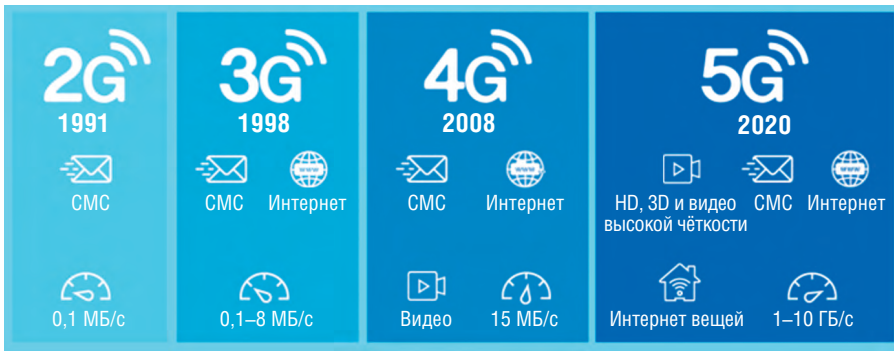 2G
1991
СМС
0,1 МБ/с
3G
1998
СМС
Интернет
0,1–8 МБ/с
4G
2008
СМС
Интернет
Видео
15 МБ/с
5G
2020
HD, 3D и видео
высокой чёткости
СМС
Интернет
Интернет вещей
1–10 ГБ/с